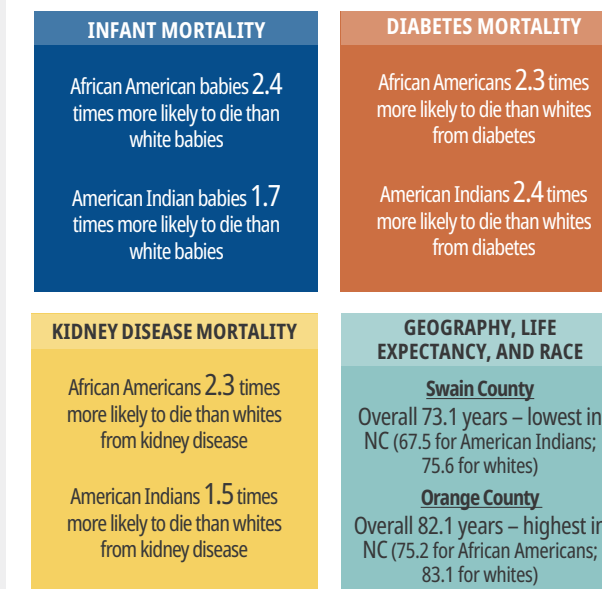 INFANT MORTALITY
African American babies 2.4
times more likely to die than
white babies
American Indian babies 1.7
times more likely to die than
white babies
DIABETES MORTALITY
African Americans 2.3 times
more likely to die than whites
from diabetes
American Indians 2.4 times
more likely to die than whites
from diabetes
KIDNEY DISEASE MORTALITY
African Americans 2.3 times
more likely to die than whites
from kidney disease
American Indians 1.5 times
more likely to die than whites
from kidney disease
GEOGRAPHY, LIFE
EXPECTANCY, AND RACE
Swain County
Overall 73.1 years – lowest in
NC (67.5 for American Indians;
75.6 for whites)
Orange County
Overall 82.1 years – highest in
NC (75.2 for African Americans;
83.1 for whites)